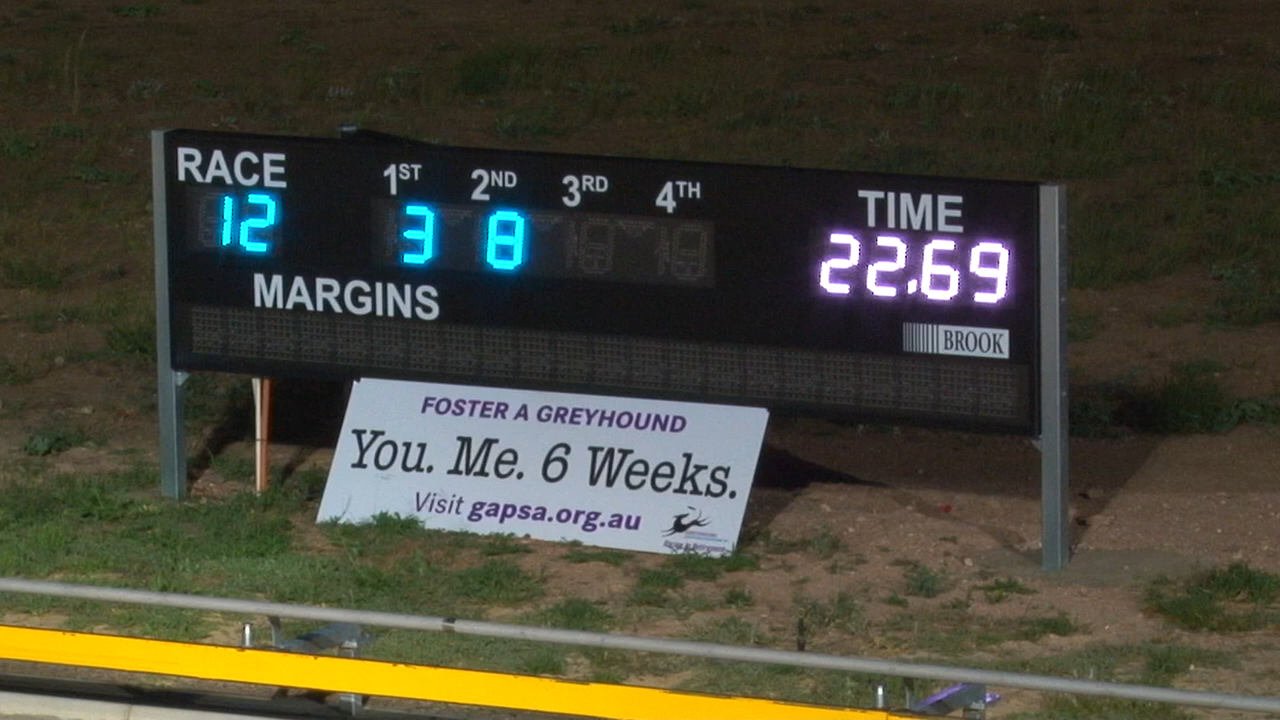 RACE 1ST 2ND 3RD 4TH TIME
12 3 8 22.69
MARGINS
BROOK
FOSTER A GREYHOUND
You. Me. 6 Weeks.
Visit gapsa.org.au